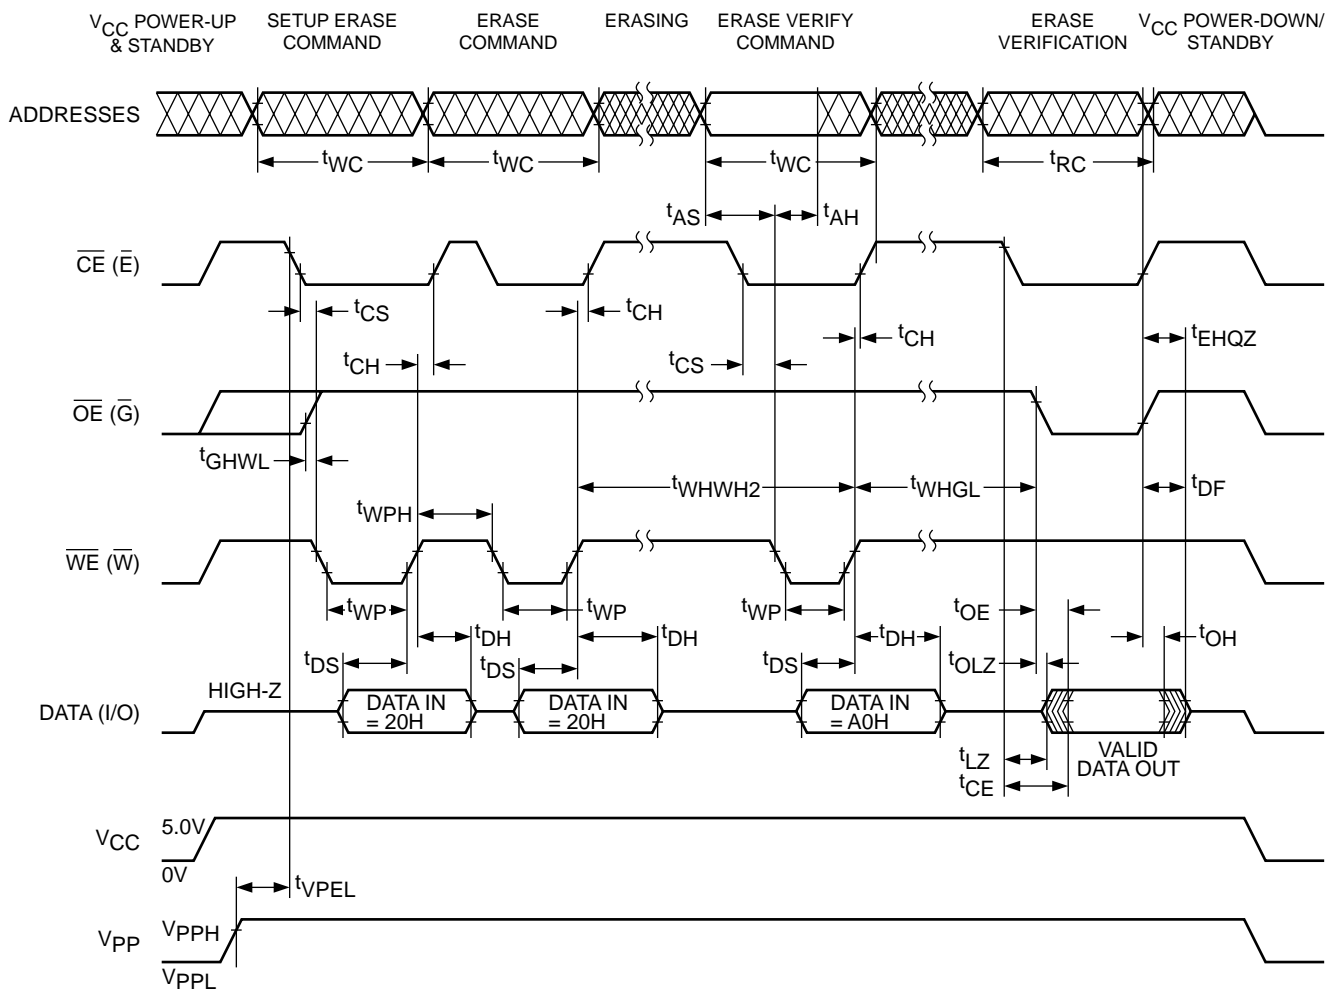 VCC POWER-UP
& STANDBY
SETUP ERASE
COMMAND
ERASE
COMMAND
ERASING
ERASE VERIFY
COMMAND
ERASE
VERIFICATION
VCC POWER-DOWN/
STANDBY
ADDRESSES
tWC
tWC
tWC
tRC
tAS
tAH
CE (E)
tCS
tCH
tCH
tCS
tCH
tEHQZ
OE (G)
tGHWL
tWPH
tWHWH2
tWHGL
tDF
WE (W)
tWP
tWP
tWP
tOE
tDH
tDH
tDH
tOH
tDS
tDS
tDS
tOLZ
DATA (I/O)
HIGH-Z
DATA IN
= 20H
DATA IN
= 20H
DATA IN
= A0H
VALID
DATA OUT
tLZ
tCE
VCC
5.0V
0V
tVPEL
VPP
VPPH
VPPL